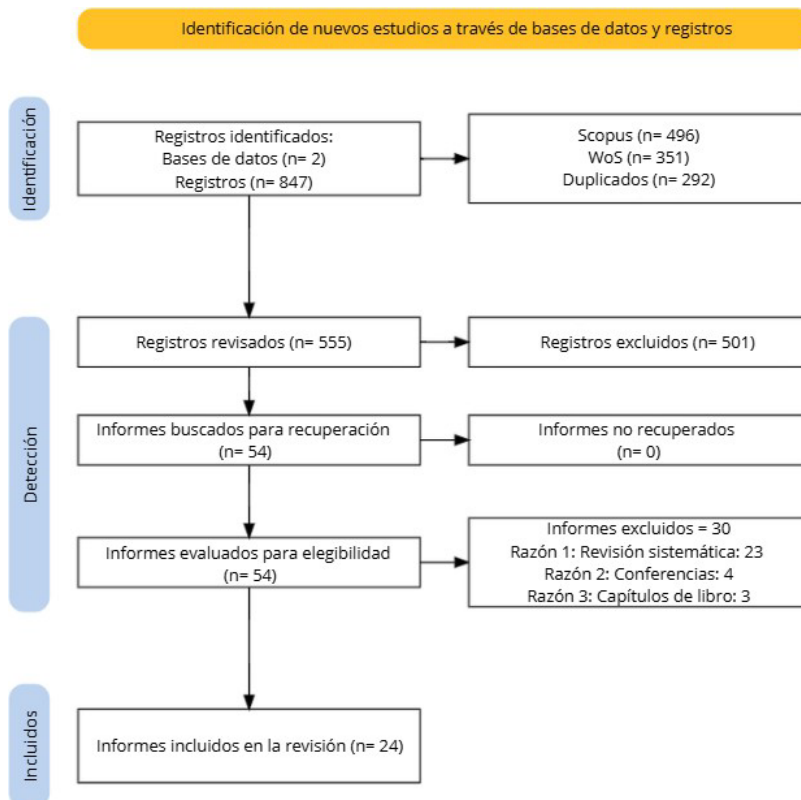 Identificación de nuevos estudios a través de bases de datos y registros
Identificación
Registros identificados:
Bases de datos (n= 2)
Registros (n= 847)
Scopus (n= 496)
WoS (n= 351)
Duplicados (n= 292)
Detección
Registros revisados (n= 555)
Registros excluidos (n= 501)
Informes buscados para recuperación
(n= 54)
Informes no recuperados
(n= 0)
Informes evaluados para elegibilidad
(n= 54)
Informes excluidos = 30
Razón 1: Revisión sistemática: 23
Razón 2: Conferencias: 4
Razón 3: Capítulos de libro: 3
Incluidos
Informes incluidos en la revisión (n= 24)